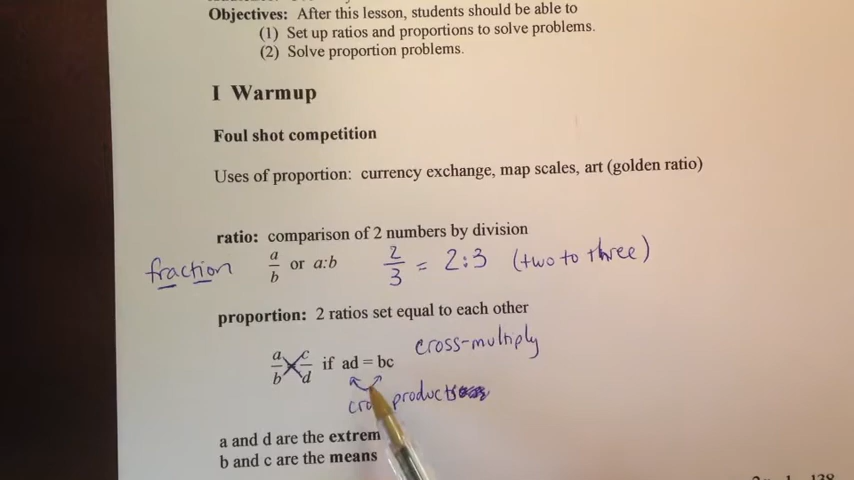 Objectives: After this lesson, students should be able to
(1) Set up ratios and proportions to solve problems.
(2) Solve proportion problems.
I Warmup
Foul shot competition
Uses of proportion: currency exchange, map scales, art (golden ratio)
ratio: comparison of 2 numbers by division
fraction a/b or a:b 2/3 = 2:3 (two to three)
proportion: 2 ratios set equal to each other
a/b c/d if ad = bc cross-multiply
products
a and d are the extrem
b and c are the means